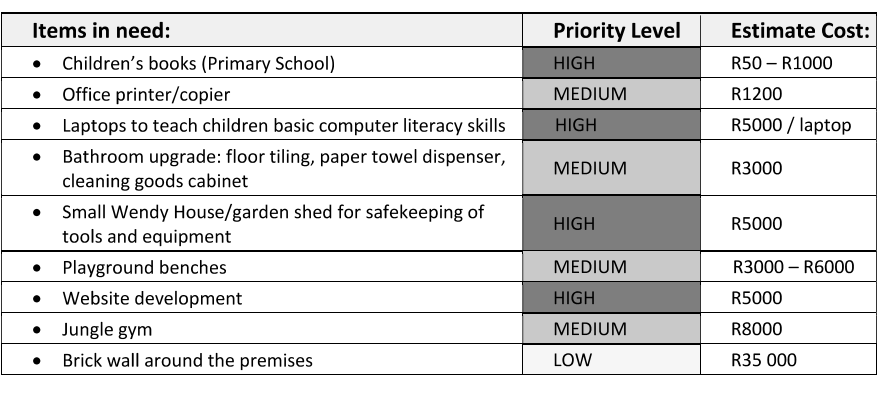 Items in need: Priority Level Estimate Cost:
• Children’s books (Primary School) HIGH R50 – R1000
• Office printer/copier MEDIUM R1200
• Laptops to teach children basic computer literacy skills HIGH R5000 / laptop
• Bathroom upgrade: floor tiling, paper towel dispenser,
cleaning goods cabinet MEDIUM R3000
• Small Wendy House/garden shed for safekeeping of
tools and equipment HIGH R5000
• Playground benches MEDIUM R3000 – R6000
• Website development HIGH R5000
• Jungle gym MEDIUM R8000
• Brick wall around the premises LOW R35 000